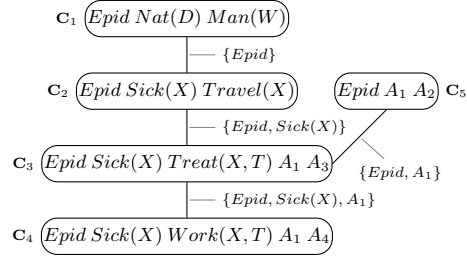 C₁ Epid Nat(D) Man(W)
{Epid}
C₂ Epid Sick(X) Travel(X) Epid A₁ A₂ C₅
{Epid, Sick(X)}
C₃ Epid Sick(X) Treat(X, T) A₁ A₃
{Epid, A₁}
{Epid, Sick(X), A₁}
C₄ Epid Sick(X) Work(X, T) A₁ A₄